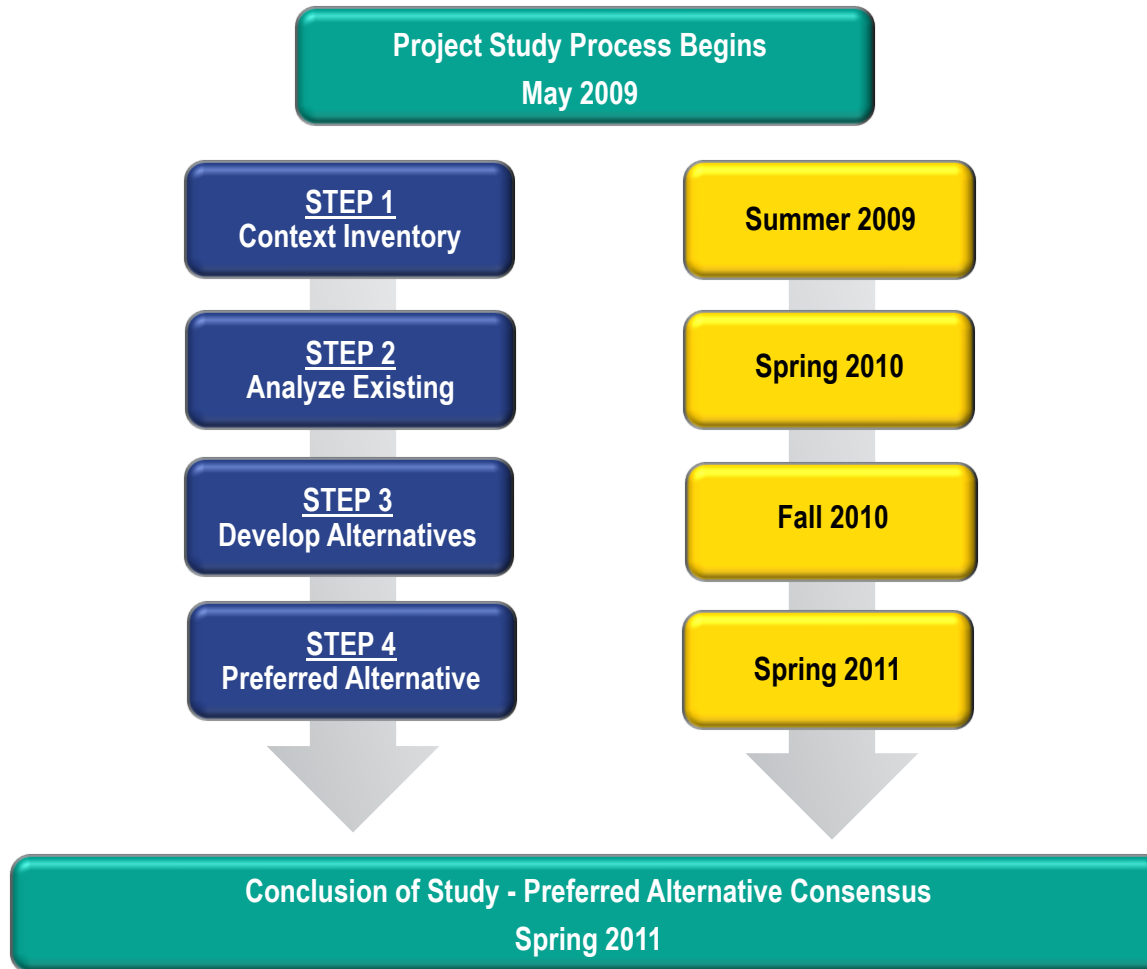 Project Study Process Begins
May 2009
STEP 1
Context Inventory
Summer 2009
STEP 2
Analyze Existing
Spring 2010
STEP 3
Develop Alternatives
Fall 2010
STEP 4
Preferred Alternative
Spring 2011
Conclusion of Study - Preferred Alternative Consensus
Spring 2011